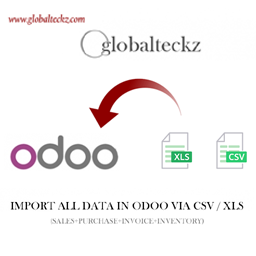 www.globalteckz.com
globalteckz
odoo
XLS
CSV
IMPORT ALL DATA IN ODOO VIA CSV / XLS
(SALES+PURCHASE+INVOICE+INVENTORY)